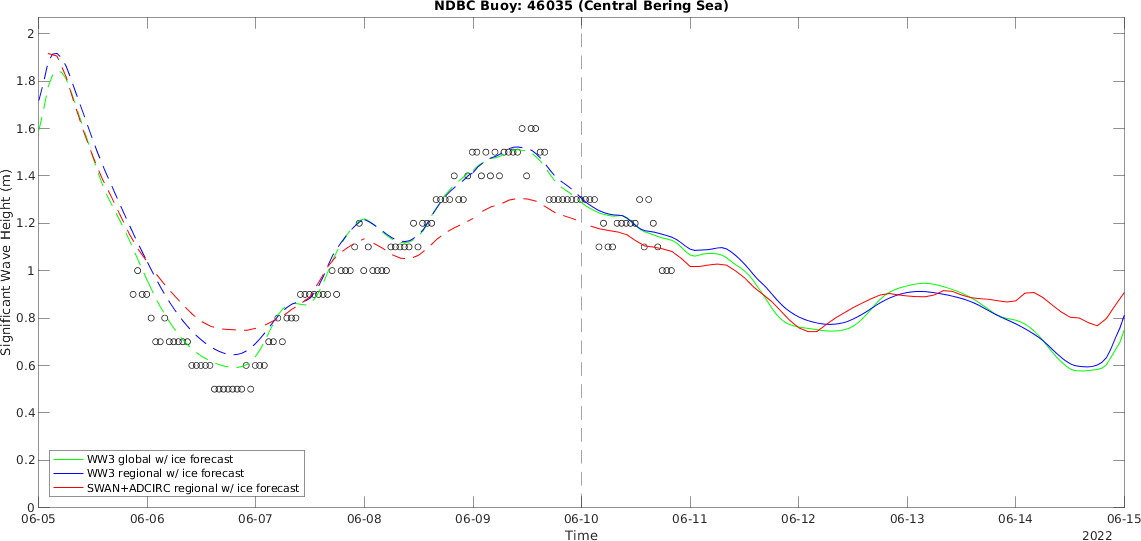 NDBC Buoy: 46035 (Central Bering Sea)
2
1.8
1.6
1.4
1.2
1
0.8
0.6
0.4
0.2
0
Significant Wave Height (m)
WW3 global w/ ice forecast
WW3 regional w/ ice forecast
SWAN+ADCIRC regional w/ ice forecast
06-05 06-06 06-07 06-08 06-09 06-10 06-11 06-12 06-13 06-14 06-15
Time
2022